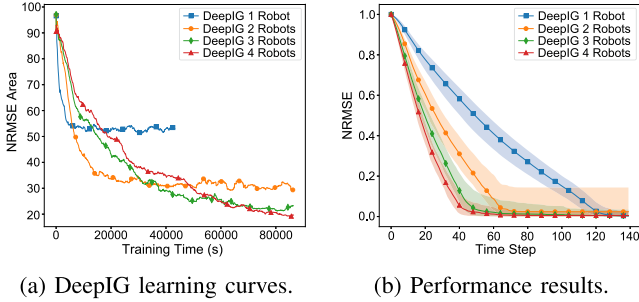 100
90
80
70
60
50
40
30
20
0
20000
40000
60000
80000
NRMSE Area
Training Time (s)
DeepIG 1 Robot
DeepIG 2 Robots
DeepIG 3 Robots
DeepIG 4 Robots
(a) DeepIG learning curves.
1.0
0.8
0.6
0.4
0.2
0.0
0
20
40
60
80
100
120
140
NRMSE
Time Step
DeepIG 1 Robot
DeepIG 2 Robots
DeepIG 3 Robots
DeepIG 4 Robots
(b) Performance results.